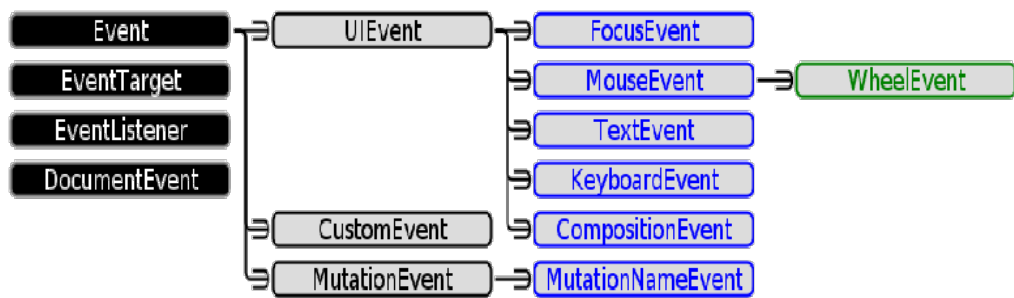 Event
UIEvent
FocusEvent
EventTarget
MouseEvent
WheelEvent
EventListener
TextEvent
DocumentEvent
KeyboardEvent
CustomEvent
CompositionEvent
MutationEvent
MutationNameEvent